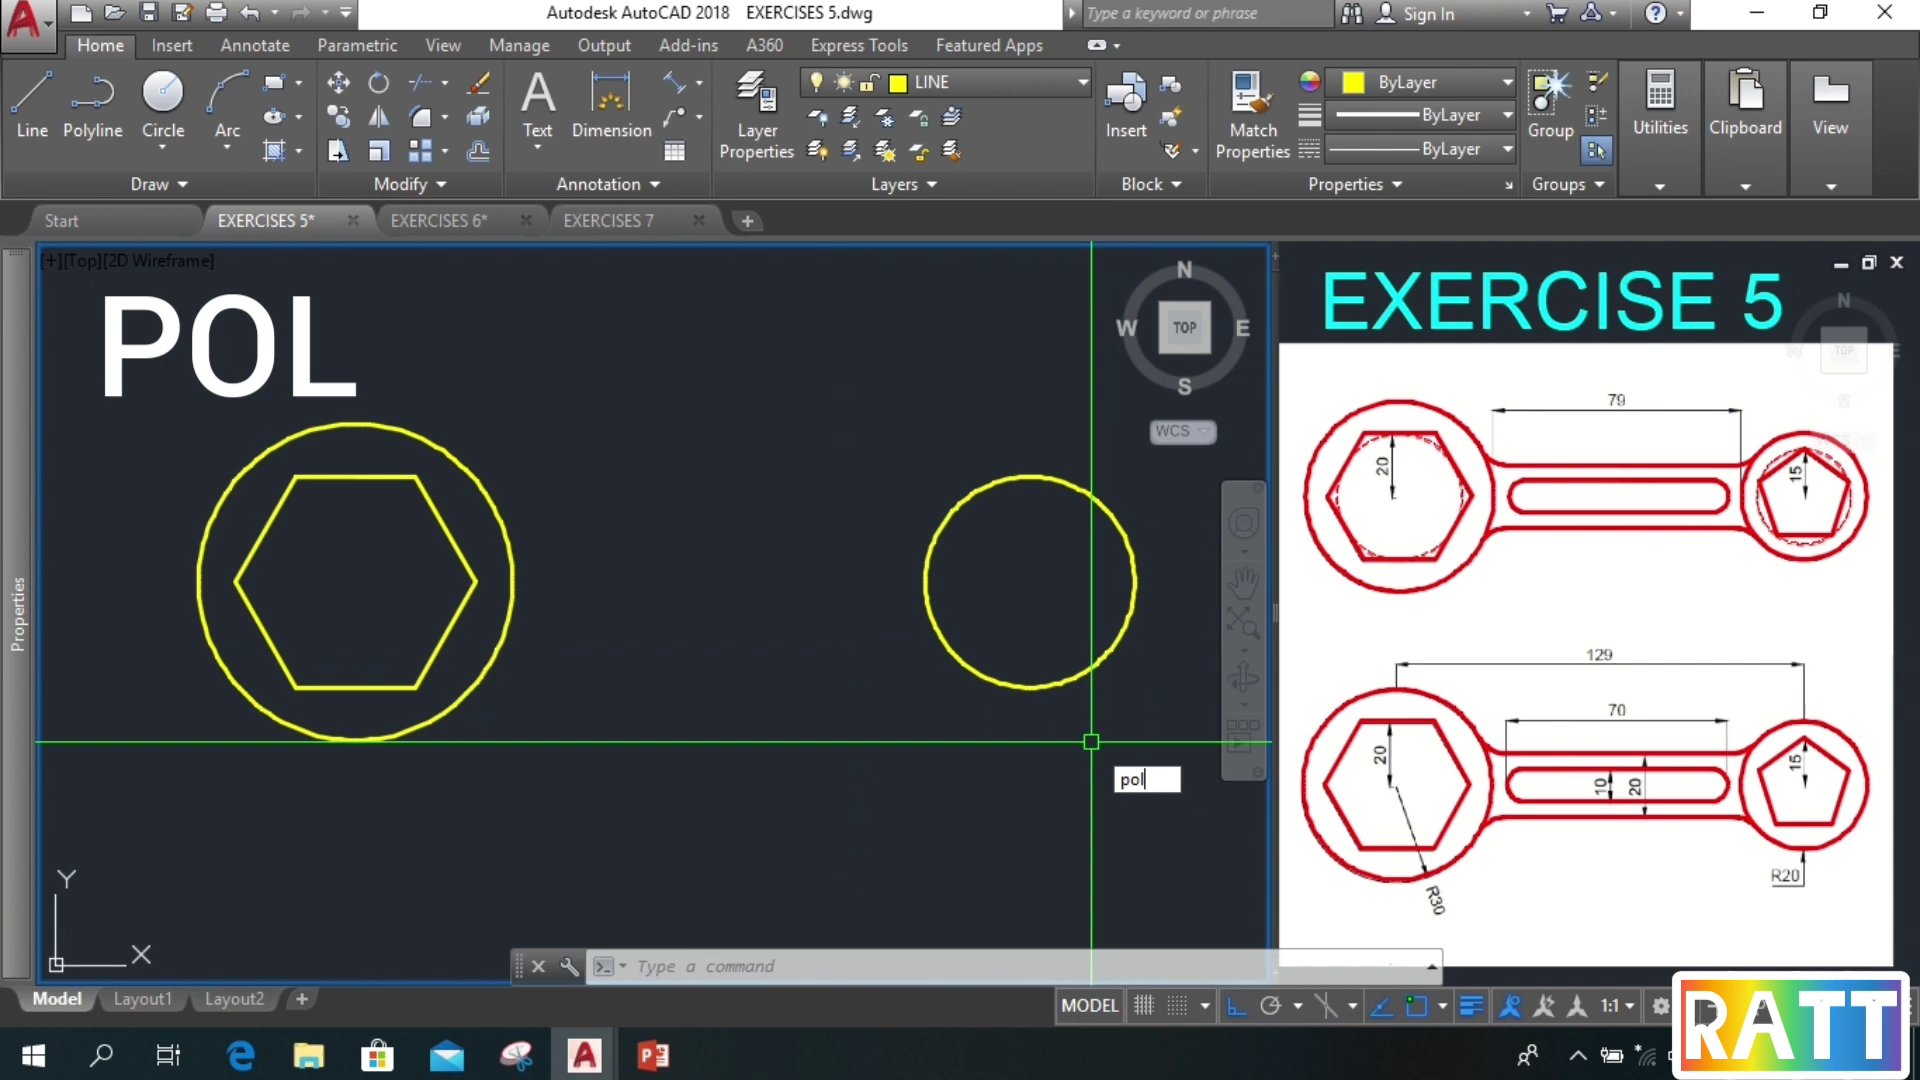 Autodesk AutoCAD 2018 EXERCISES 5.dwg
Type a keyword or phrase
Sign In
Home Insert Annotate Parametric View Manage Output Add-ins A360 Express Tools Featured Apps
LINE
ByLayer
ByLayer
ByLayer
Line Polyline Circle Arc
Text Dimension
Layer Properties
Insert
Match Properties
Group
Utilities Clipboard View
Draw Modify Annotation Layers Block Properties Groups
Start EXERCISES 5* EXERCISES 6* EXERCISES 7
[+][Top][2D Wireframe]
POL
N
W TOP E
S
WCS
EXERCISE 5
N
W TOP E
S
79
20
15
129
70
20
10
20
15
R20
R30
Properties
pol
Y
X
Type a command
Model Layout1 Layout2
MODEL
1:1
RATT